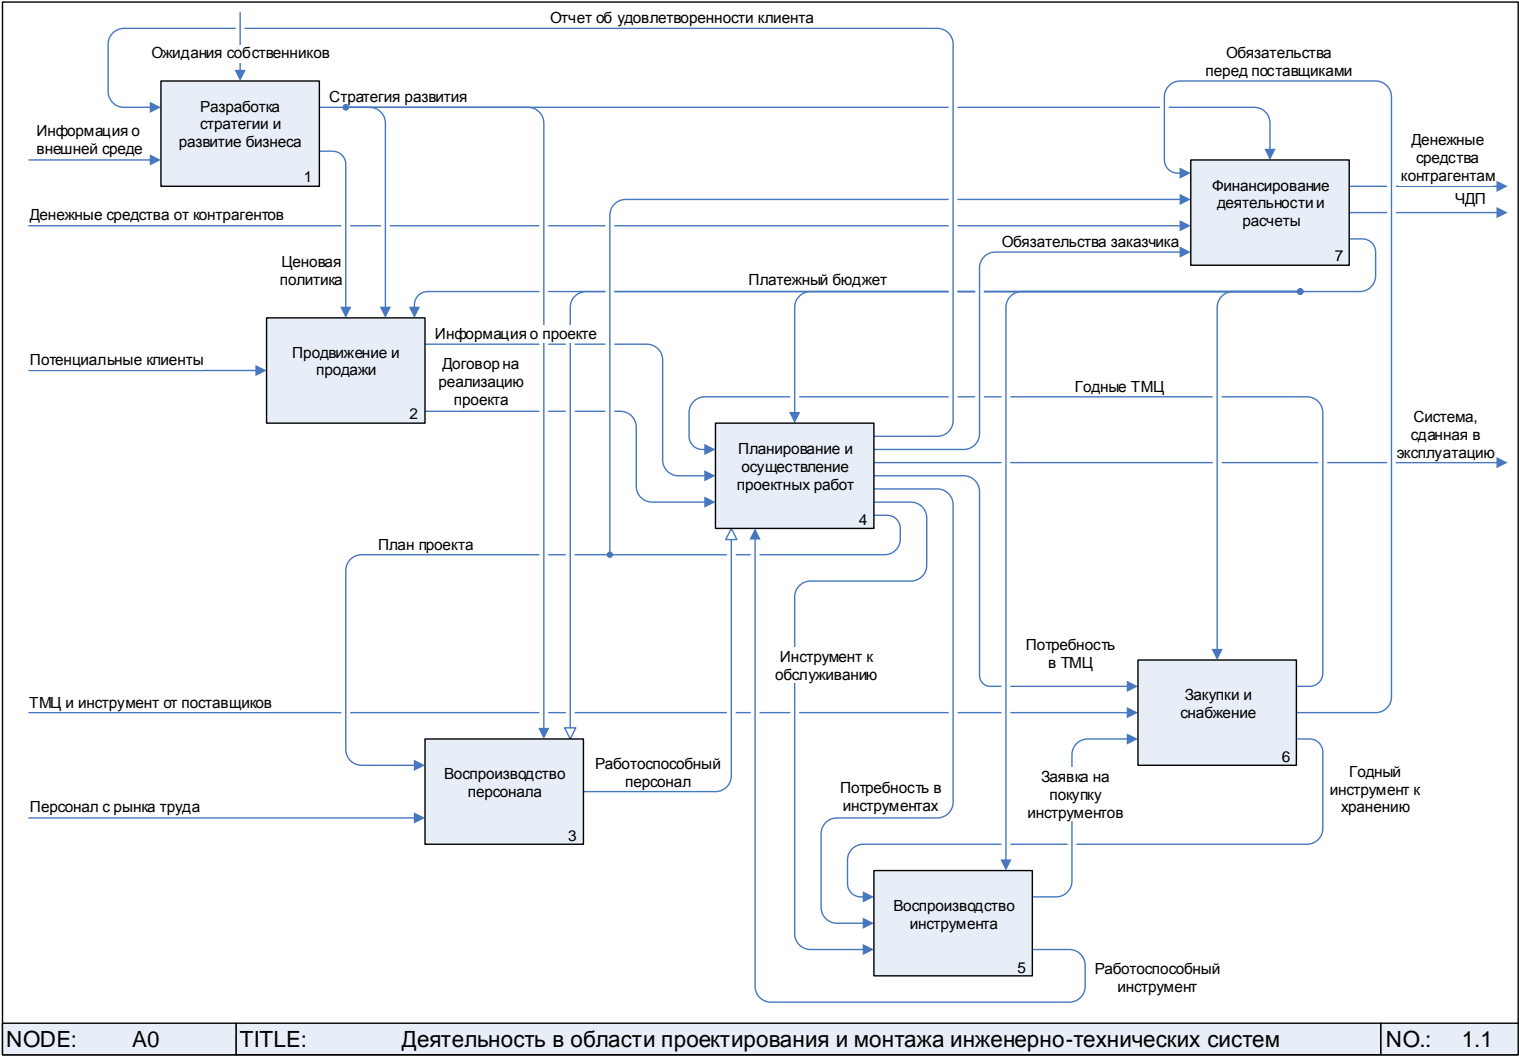 Отчет об удовлетворенности клиента
Ожидания собственников
Разработка
стратегии и
развитие бизнеса
1
Стратегия развития
Информация о
внешней среде
Обязательства
перед поставщиками
Денежные
средства
контрагентам
ЧДП
Финансирование
деятельности и
расчеты
7
Денежные средства от контрагентов
Обязательства заказчика
Ценовая
политика
Платежный бюджет
Потенциальные клиенты
Продвижение и
продажи
2
Информация о проекте
Договор на
реализацию
проекта
Годные ТМЦ
Система,
сданная в
эксплуатацию
Планирование и
осуществление
проектных работ
4
План проекта
Инструмент к
обслуживанию
Потребность
в ТМЦ
ТМЦ и инструмент от поставщиков
Закупки и
снабжение
6
Воспроизводство
персонала
3
Работоспособный
персонал
Персонал с рынка труда
Потребность в
инструментах
Заявка на
покупку
инструментов
Годный
инструмент к
хранению
Воспроизводство
инструмента
5
Работоспособный
инструмент
NODE: A0 TITLE: Деятельность в области проектирования и монтажа инженерно-технических систем NO.: 1.1